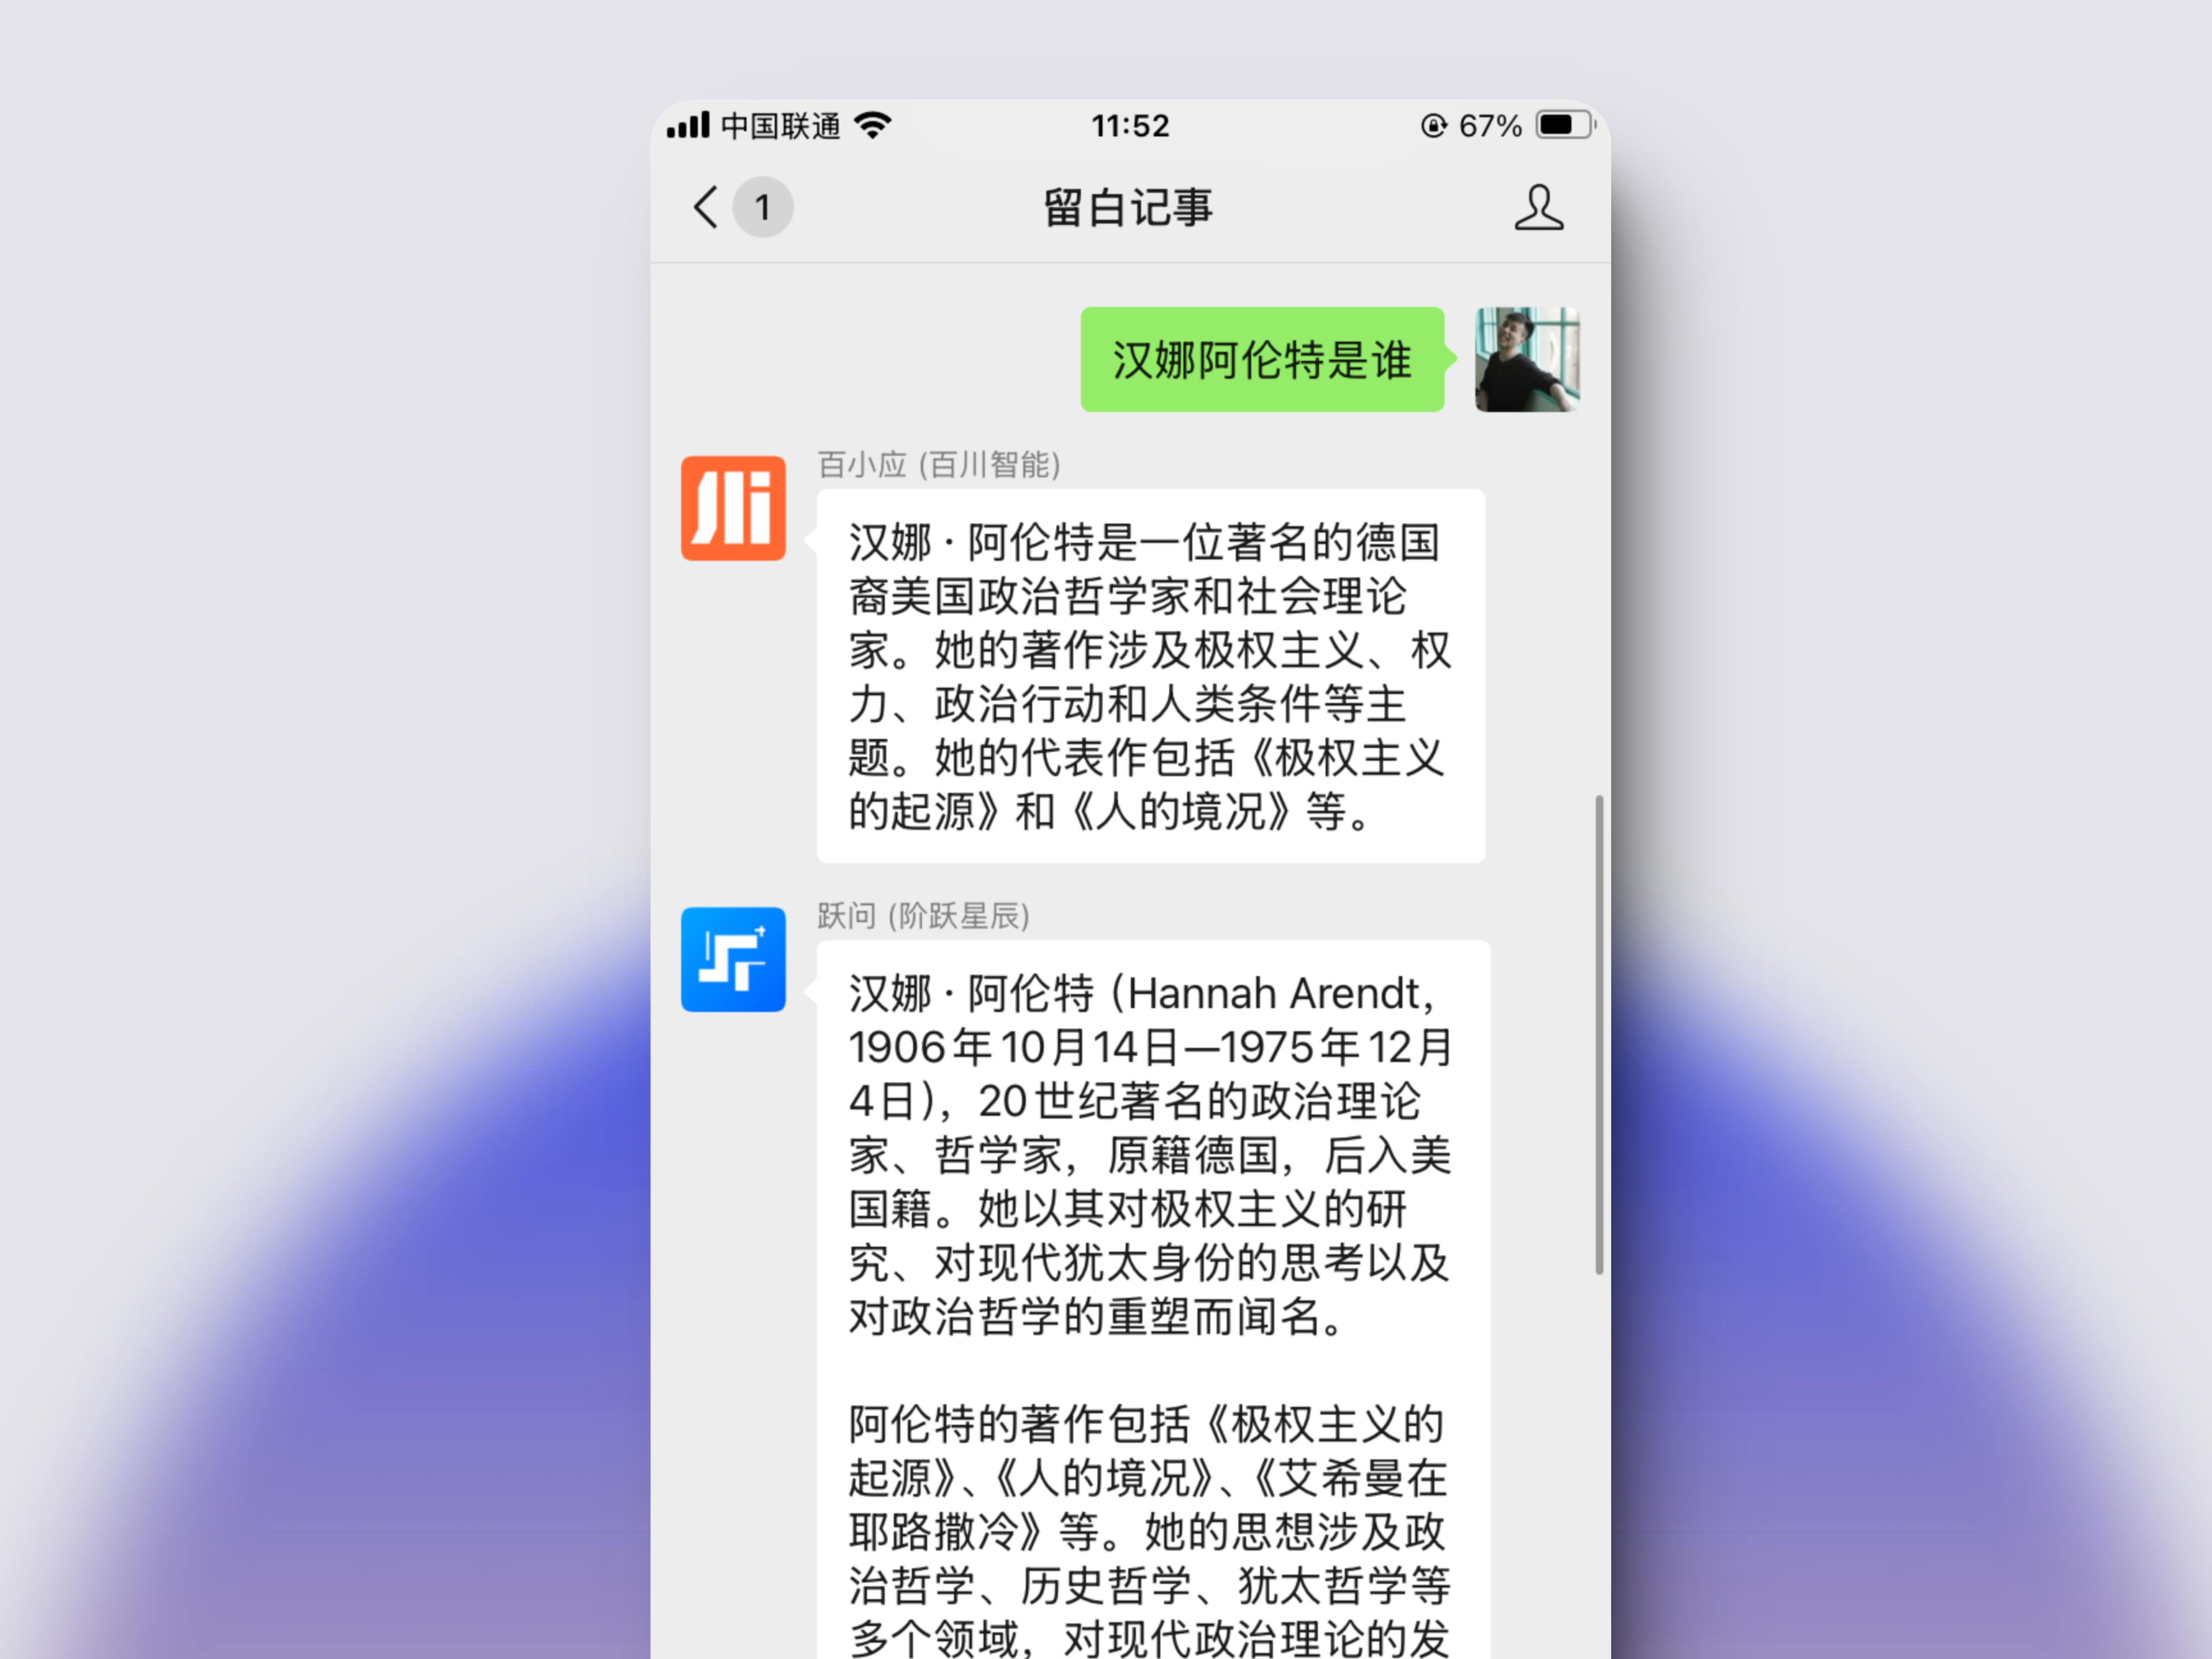 中国联通 11:52 67%
1 留白记事
汉娜阿伦特是谁
百小应 (百川智能)
汉娜·阿伦特是一位著名的德国
裔美国政治哲学家和社会理论
家。她的著作涉及极权主义、权
力、政治行动和人类条件等主
题。她的代表作包括《极权主义
的起源》和《人的境况》等。
跃问 (阶跃星辰)
汉娜·阿伦特（Hannah Arendt，
1906年10月14日—1975年12月
4日），20世纪著名的政治理论
家、哲学家，原籍德国，后入美
国籍。她以其对极权主义的研
究、对现代犹太身份的思考以及
对政治哲学的重塑而闻名。
阿伦特的著作包括《极权主义的
起源》、《人的境况》、《艾希曼在
耶路撒冷》等。她的思想涉及政
治哲学、历史哲学、犹太哲学等
多个领域，对现代政治理论的发